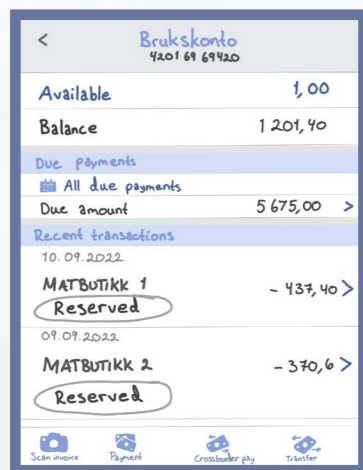 <
Brukskonto
4201 69 69420
Available 1,00
Balance 1 201,40
Due payments
All due payments
Due amount 5 675,00 >
Recent transactions
10.09.2022
MATBUTIKK 1 - 437,40 >
Reserved
09.09.2022
MATBUTIKK 2 - 370,6 >
Reserved
Scan invoice Payment Crossborder pay Transfer